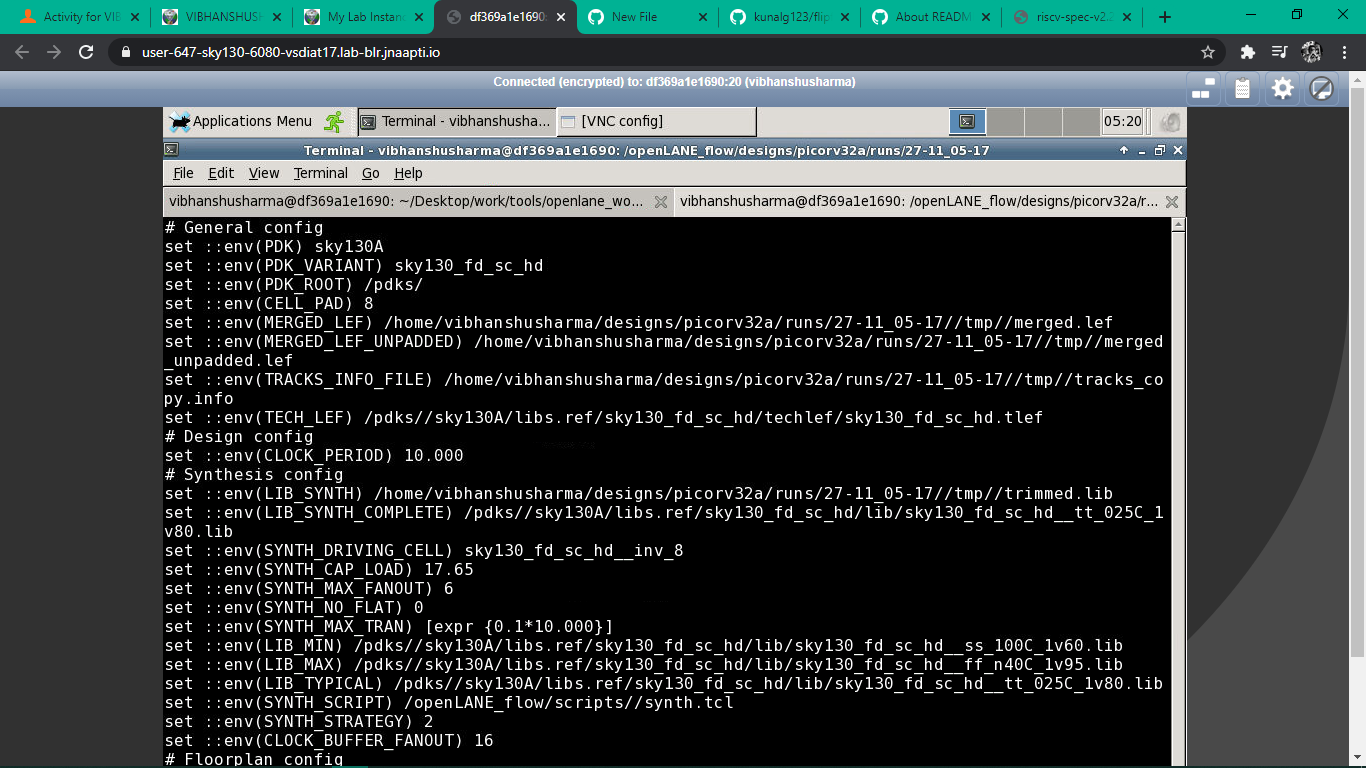 Activity for VIB
VIBHANSHUSH
My Lab Instanc
df369a1e1690:
New File
kunalg123/flip
About README
riscv-spec-v2.2
user-647-sky130-6080-vsdiat17.lab-blr.jnaapti.io
Connected (encrypted) to: df369a1e1690:20 (vibhanshusharma)
Applications Menu
Terminal - vibhanshusha...
[VNC config]
05:20
Terminal - vibhanshusharma@df369a1e1690: /openLANE_flow/designs/picorv32a/runs/27-11_05-17
File Edit View Terminal Go Help
vibhanshusharma@df369a1e1690: ~/Desktop/work/tools/openlane_wo...
vibhanshusharma@df369a1e1690: /openLANE_flow/designs/picorv32a/r...
# General config
set ::env(PDK) sky130A
set ::env(PDK_VARIANT) sky130_fd_sc_hd
set ::env(PDK_ROOT) /pdks/
set ::env(CELL_PAD) 8
set ::env(MERGED_LEF) /home/vibhanshusharma/designs/picorv32a/runs/27-11_05-17//tmp//merged.lef
set ::env(MERGED_LEF_UNPADDED) /home/vibhanshusharma/designs/picorv32a/runs/27-11_05-17//tmp//merged
_unpadded.lef
set ::env(TRACKS_INFO_FILE) /home/vibhanshusharma/designs/picorv32a/runs/27-11_05-17//tmp//tracks_co
py.info
set ::env(TECH_LEF) /pdks//sky130A/libs.ref/sky130_fd_sc_hd/techlef/sky130_fd_sc_hd.tlef
# Design config
set ::env(CLOCK_PERIOD) 10.000
# Synthesis config
set ::env(LIB_SYNTH) /home/vibhanshusharma/designs/picorv32a/runs/27-11_05-17//tmp//trimmed.lib
set ::env(LIB_SYNTH_COMPLETE) /pdks//sky130A/libs.ref/sky130_fd_sc_hd/lib/sky130_fd_sc_hd__tt_025C_1
v80.lib
set ::env(SYNTH_DRIVING_CELL) sky130_fd_sc_hd__inv_8
set ::env(SYNTH_CAP_LOAD) 17.65
set ::env(SYNTH_MAX_FANOUT) 6
set ::env(SYNTH_NO_FLAT) 0
set ::env(SYNTH_MAX_TRAN) [expr {0.1*10.000}]
set ::env(LIB_MIN) /pdks//sky130A/libs.ref/sky130_fd_sc_hd/lib/sky130_fd_sc_hd__ss_100C_1v60.lib
set ::env(LIB_MAX) /pdks//sky130A/libs.ref/sky130_fd_sc_hd/lib/sky130_fd_sc_hd__ff_n40C_1v95.lib
set ::env(LIB_TYPICAL) /pdks//sky130A/libs.ref/sky130_fd_sc_hd/lib/sky130_fd_sc_hd__tt_025C_1v80.lib
set ::env(SYNTH_SCRIPT) /openLANE_flow/scripts//synth.tcl
set ::env(SYNTH_STRATEGY) 2
set ::env(CLOCK_BUFFER_FANOUT) 16
# Floorplan config